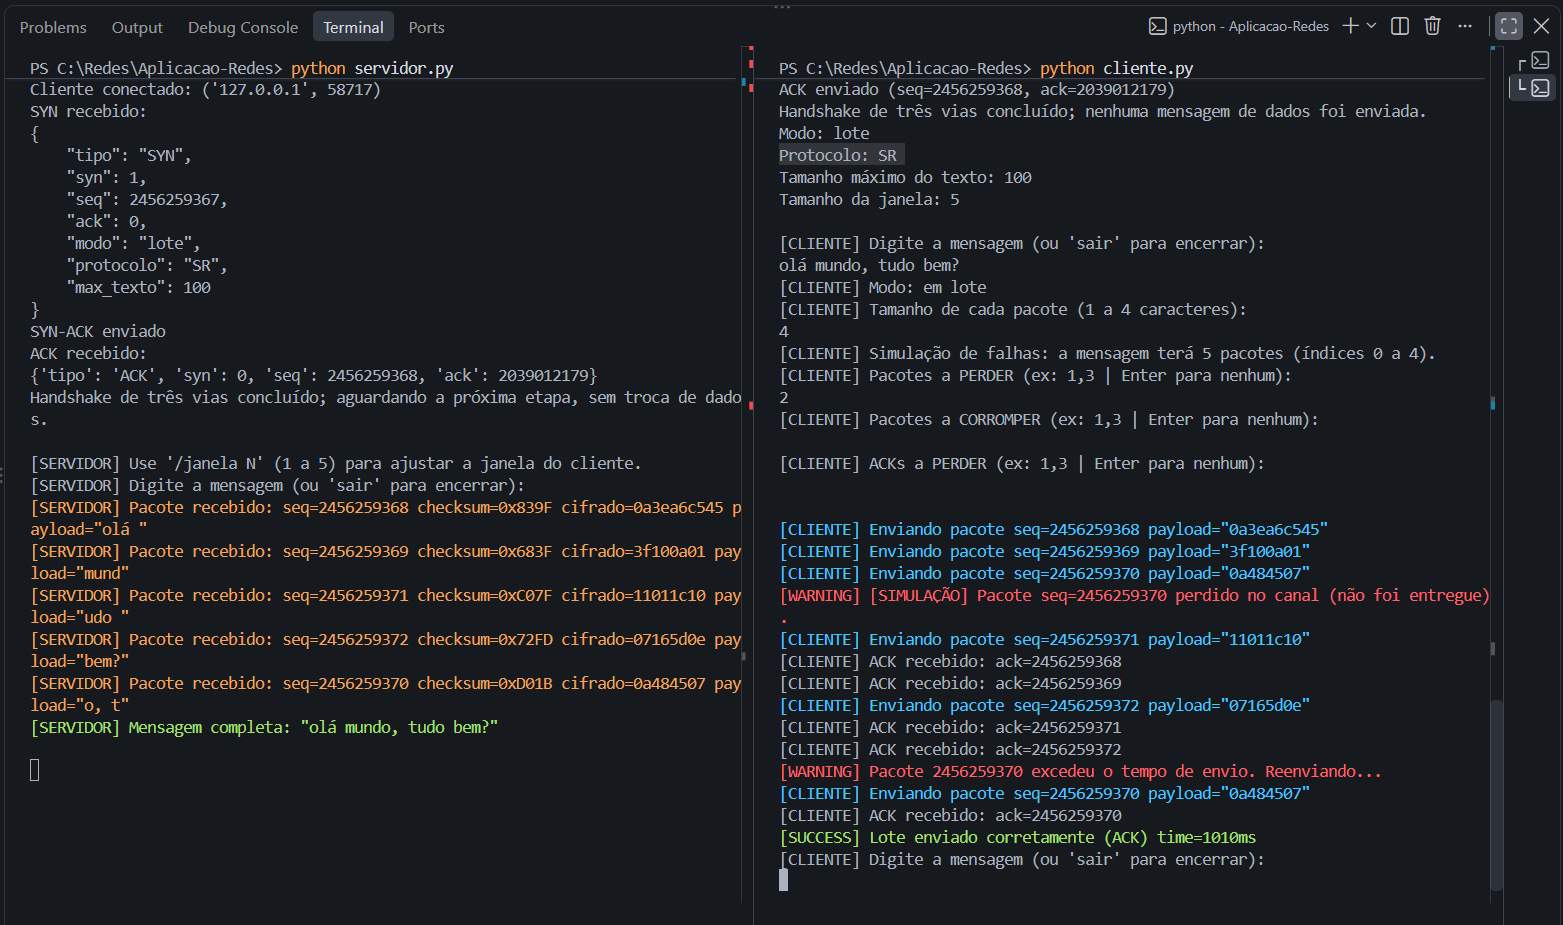 Problems Output Debug Console Terminal Ports
python - Aplicacao-Redes
PS C:\Redes\Aplicacao-Redes> python servidor.py
Cliente conectado: ('127.0.0.1', 58717)
SYN recebido:
{
    "tipo": "SYN",
    "syn": 1,
    "seq": 2456259367,
    "ack": 0,
    "modo": "lote",
    "protocolo": "SR",
    "max_texto": 100
}
SYN-ACK enviado
ACK recebido:
{'tipo': 'ACK', 'syn': 0, 'seq': 2456259368, 'ack': 2039012179}
Handshake de três vias concluído; aguardando a próxima etapa, sem troca de dado
s.
[SERVIDOR] Use '/janela N' (1 a 5) para ajustar a janela do cliente.
[SERVIDOR] Digite a mensagem (ou 'sair' para encerrar):
[SERVIDOR] Pacote recebido: seq=2456259368 checksum=0x839F cifrado=0a3ea6c545 p
ayload="olá "
[SERVIDOR] Pacote recebido: seq=2456259369 checksum=0x683F cifrado=3f100a01 pay
load="mund"
[SERVIDOR] Pacote recebido: seq=2456259371 checksum=0xC07F cifrado=11011c10 pay
load="udo "
[SERVIDOR] Pacote recebido: seq=2456259372 checksum=0x72FD cifrado=07165d0e pay
load="bem?"
[SERVIDOR] Pacote recebido: seq=2456259370 checksum=0xD01B cifrado=0a484507 pay
load="o, t"
[SERVIDOR] Mensagem completa: "olá mundo, tudo bem?"
PS C:\Redes\Aplicacao-Redes> python cliente.py
ACK enviado (seq=2456259368, ack=2039012179)
Handshake de três vias concluído; nenhuma mensagem de dados foi enviada.
Modo: lote
Protocolo: SR
Tamanho máximo do texto: 100
Tamanho da janela: 5
[CLIENTE] Digite a mensagem (ou 'sair' para encerrar):
olá mundo, tudo bem?
[CLIENTE] Modo: em lote
[CLIENTE] Tamanho de cada pacote (1 a 4 caracteres):
4
[CLIENTE] Simulação de falhas: a mensagem terá 5 pacotes (índices 0 a 4).
[CLIENTE] Pacotes a PERDER (ex: 1,3 | Enter para nenhum):
2
[CLIENTE] Pacotes a CORROMPER (ex: 1,3 | Enter para nenhum):
[CLIENTE] ACKs a PERDER (ex: 1,3 | Enter para nenhum):
[CLIENTE] Enviando pacote seq=2456259368 payload="0a3ea6c545"
[CLIENTE] Enviando pacote seq=2456259369 payload="3f100a01"
[CLIENTE] Enviando pacote seq=2456259370 payload="0a484507"
[WARNING] [SIMULAÇÃO] Pacote seq=2456259370 perdido no canal (não foi entregue)
.
[CLIENTE] Enviando pacote seq=2456259371 payload="11011c10"
[CLIENTE] ACK recebido: ack=2456259368
[CLIENTE] ACK recebido: ack=2456259369
[CLIENTE] Enviando pacote seq=2456259372 payload="07165d0e"
[CLIENTE] ACK recebido: ack=2456259371
[CLIENTE] ACK recebido: ack=2456259372
[WARNING] Pacote 2456259370 excedeu o tempo de envio. Reenviando...
[CLIENTE] Enviando pacote seq=2456259370 payload="0a484507"
[CLIENTE] ACK recebido: ack=2456259370
[SUCCESS] Lote enviado corretamente (ACK) time=1010ms
[CLIENTE] Digite a mensagem (ou 'sair' para encerrar):